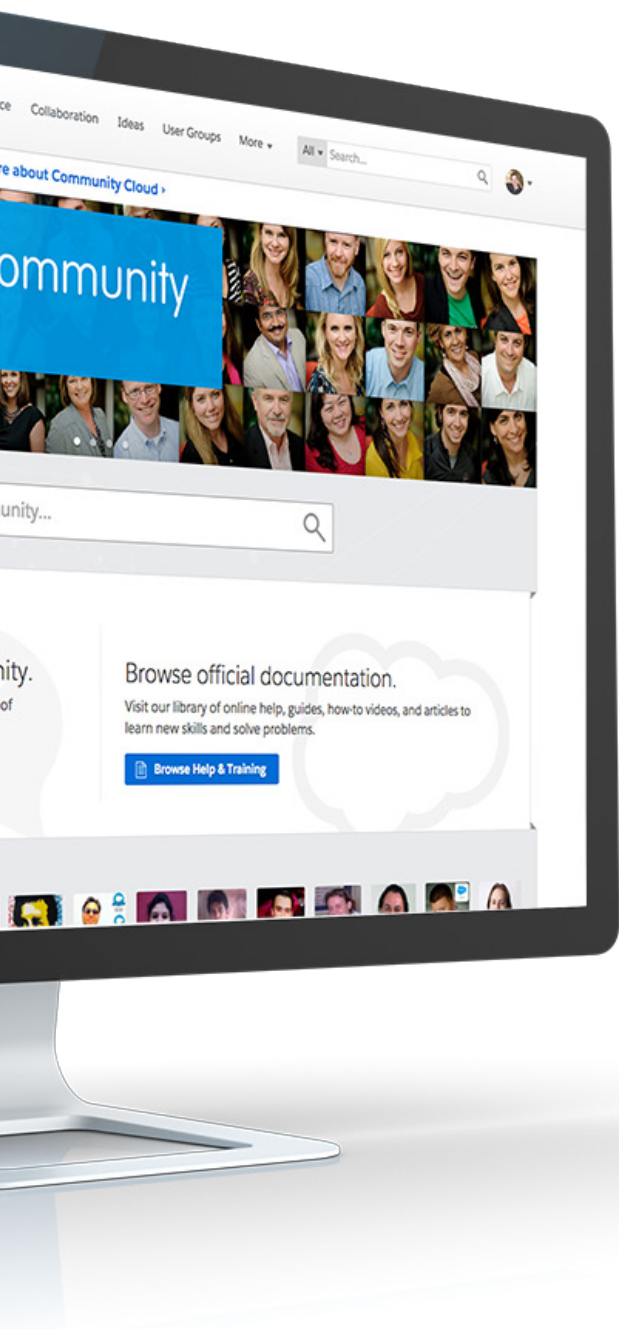 Collaboration Ideas User Groups More
All Search...
about Community Cloud ›
ommunity
unity...
nity.
of
Browse official documentation.
Visit our library of online help, guides, how-to videos, and articles to
learn new skills and solve problems.
Browse Help & Training